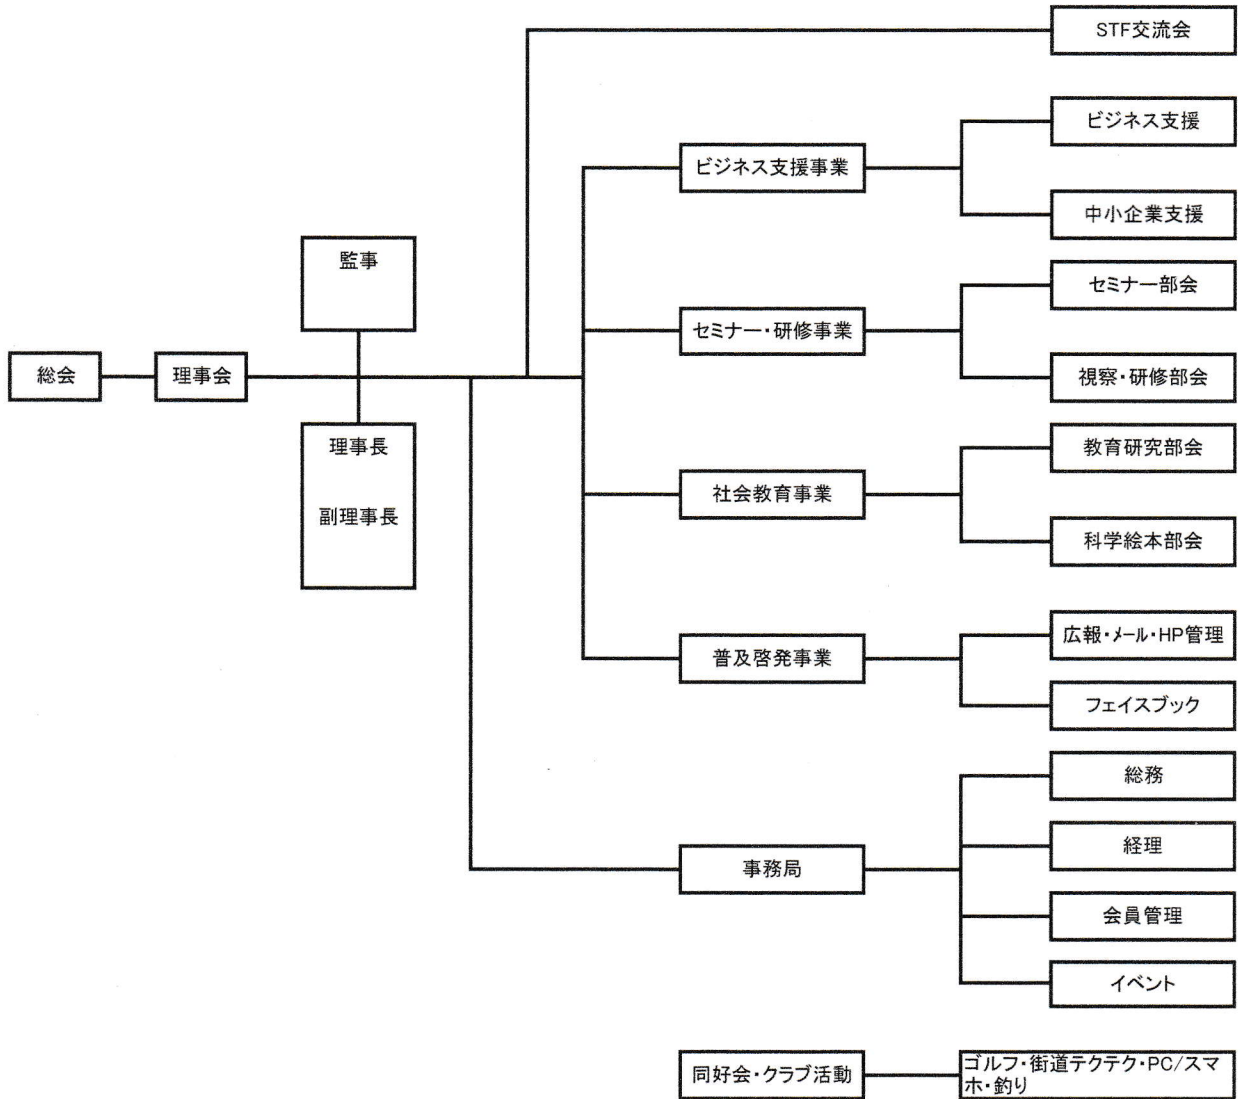 STF交流会
ビジネス支援
ビジネス支援事業
中小企業支援
監事
セミナー部会
セミナー・研修事業
総会
理事会
視察・研修部会
理事長
副理事長
教育研究部会
社会教育事業
科学絵本部会
広報・メール・HP管理
普及啓発事業
フェイスブック
総務
経理
事務局
会員管理
イベント
同好会・クラブ活動
ゴルフ・街道テクテク・PC/スマ
ホ・釣り